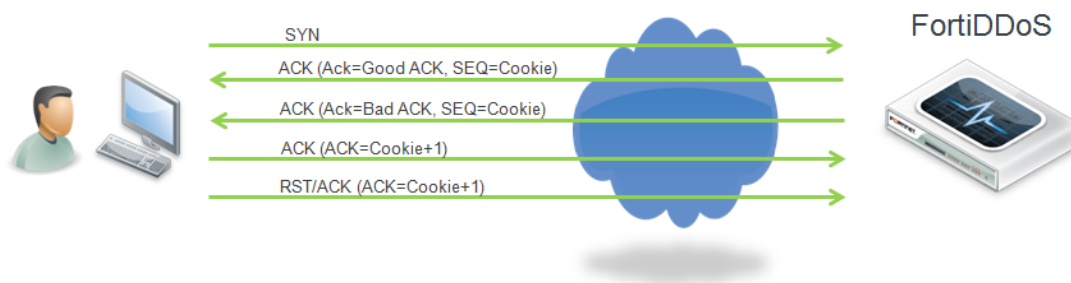 FortiDDoS
SYN
ACK (Ack=Good ACK, SEQ=Cookie)
ACK (Ack=Bad ACK, SEQ=Cookie)
ACK (ACK=Cookie+1)
RST/ACK (ACK=Cookie+1)
FORTINET